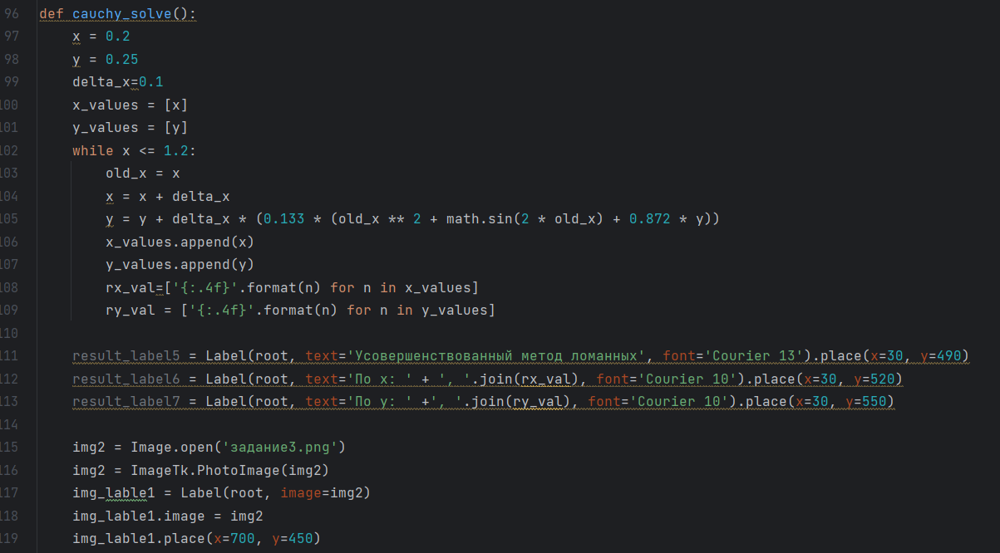 96 def cauchy_solve():
97     x = 0.2
98     y = 0.25
99     delta_x=0.1
100     x_values = [x]
101     y_values = [y]
102     while x <= 1.2:
103         old_x = x
104         x = x + delta_x
105         y = y + delta_x * (0.133 * (old_x ** 2 + math.sin(2 * old_x) + 0.872 * y))
106         x_values.append(x)
107         y_values.append(y)
108         rx_val=['{:.4f}'.format(n) for n in x_values]
109         ry_val = ['{:.4f}'.format(n) for n in y_values]
110
111     result_label5 = Label(root, text='Усовершенствованный метод ломанных', font='Courier 13').place(x=30, y=490)
112     result_label6 = Label(root, text='По x: ' + ', '.join(rx_val), font='Courier 10').place(x=30, y=520)
113     result_label7 = Label(root, text='По y: ' +', '.join(ry_val), font='Courier 10').place(x=30, y=550)
114
115     img2 = Image.open('задание3.png')
116     img2 = ImageTk.PhotoImage(img2)
117     img_lable1 = Label(root, image=img2)
118     img_lable1.image = img2
119     img_lable1.place(x=700, y=450)